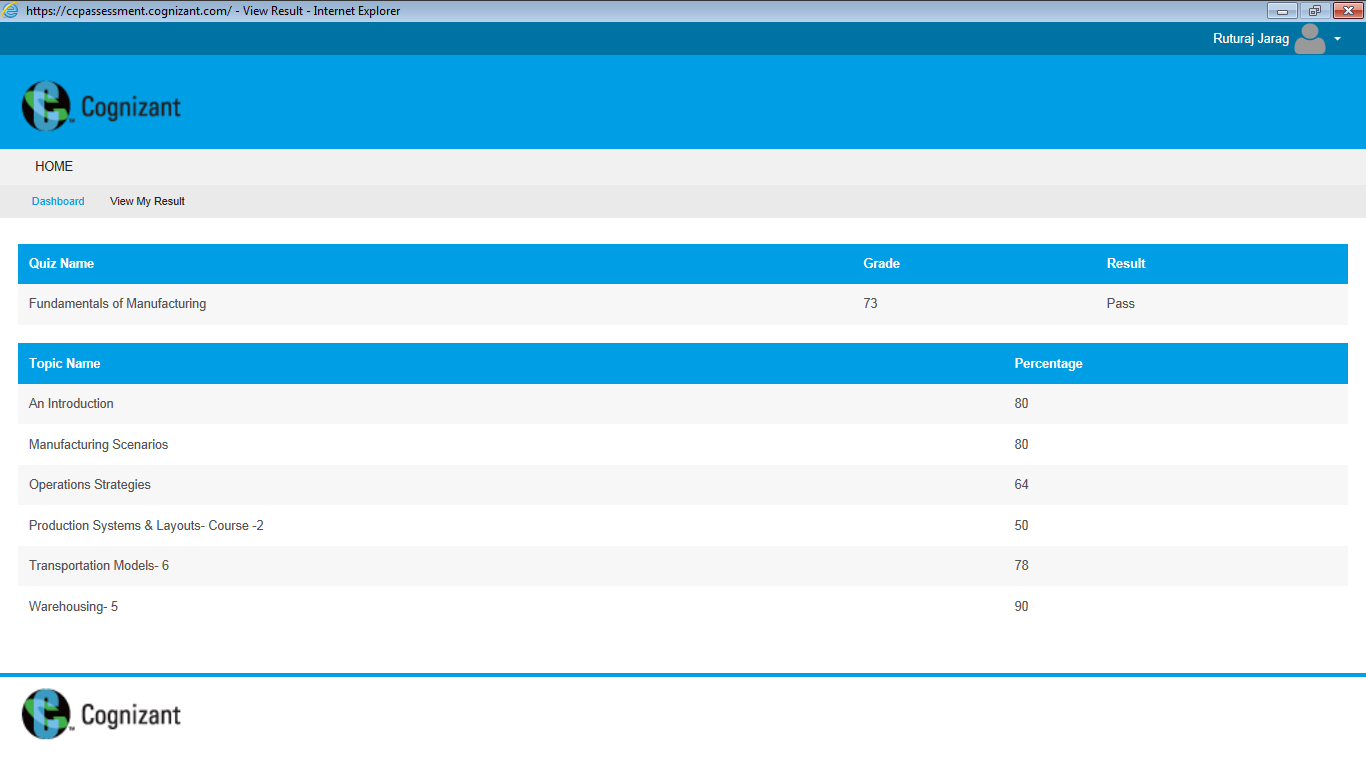 https://ccpassessment.cognizant.com/ - View Result - Internet Explorer
Ruturaj Jarag
Cognizant
HOME
Dashboard View My Result
Quiz Name Grade Result
Fundamentals of Manufacturing 73 Pass
Topic Name Percentage
An Introduction 80
Manufacturing Scenarios 80
Operations Strategies 64
Production Systems & Layouts- Course -2 50
Transportation Models- 6 78
Warehousing- 5 90
Cognizant